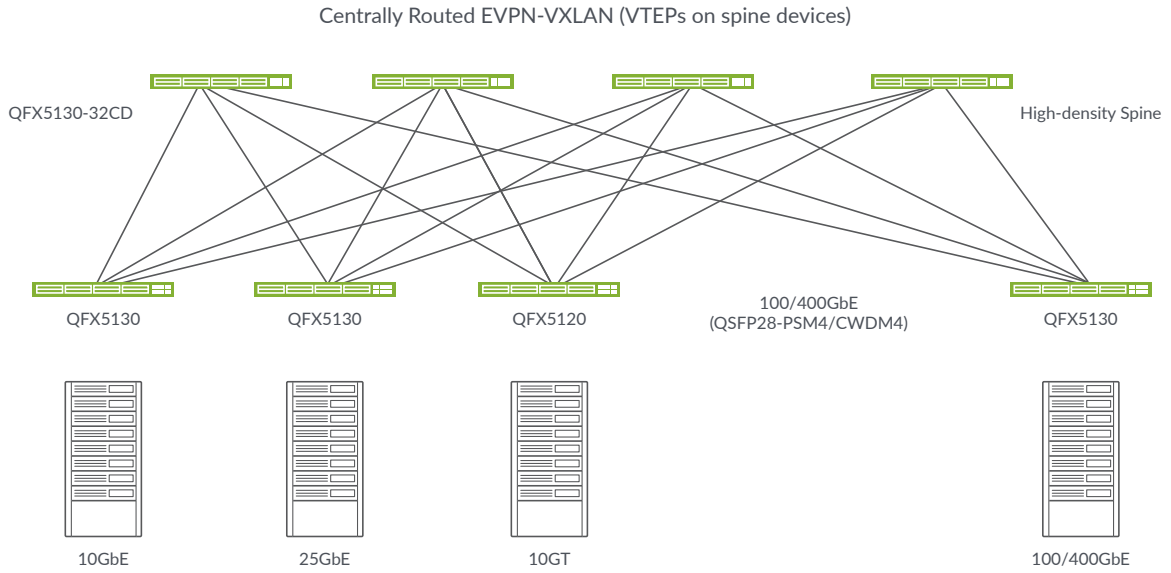 Centrally Routed EVPN-VXLAN (VTEPs on spine devices)
QFX5130-32CD
High-density Spine
QFX5130
QFX5130
QFX5120
100/400GbE
(QSFP28-PSM4/CWDM4)
QFX5130
10GbE
25GbE
10GT
100/400GbE